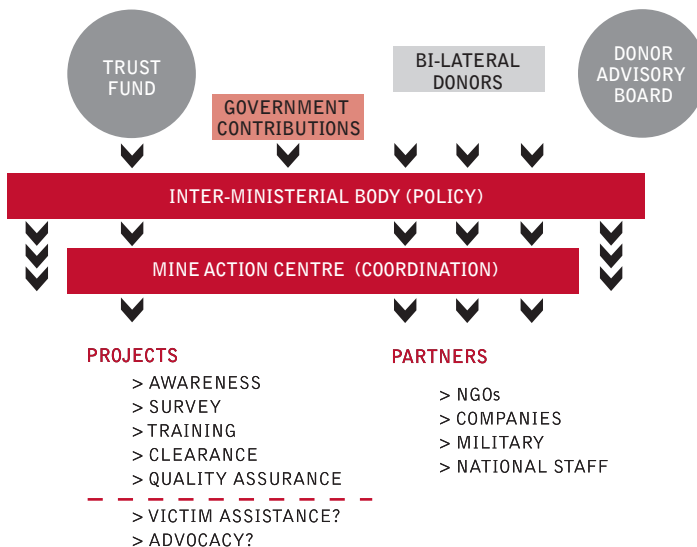 TRUST
FUND
GOVERNMENT
CONTRIBUTIONS
BI-LATERAL
DONORS
DONOR
ADVISORY
BOARD
INTER-MINISTERIAL BODY (POLICY)
MINE ACTION CENTRE (COORDINATION)
PROJECTS
> AWARENESS
> SURVEY
> TRAINING
> CLEARANCE
> QUALITY ASSURANCE
> VICTIM ASSISTANCE?
> ADVOCACY?
PARTNERS
> NGOs
> COMPANIES
> MILITARY
> NATIONAL STAFF